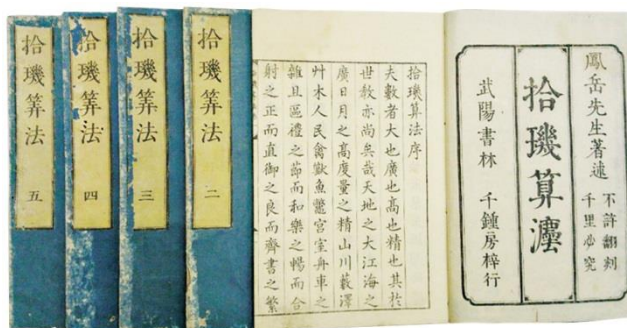 鳳岳先生著述
不許翻刻
千里必究
拾璣算灋
武陽書林 千鍾房梓行
拾璣算法序
夫數者大也廣也高也精也其於
世教亦尚矣哉天地之大江海之
廣日月之高度量之精山川藪澤
艸木人民禽獸魚鼈宮室舟車之
雜且區禮之節而和樂之暢而合
射之正而直御之良而齊書之繁
拾璣筭法 二
拾璣筭法 三
拾璣筭法 四
拾璣筭法 五